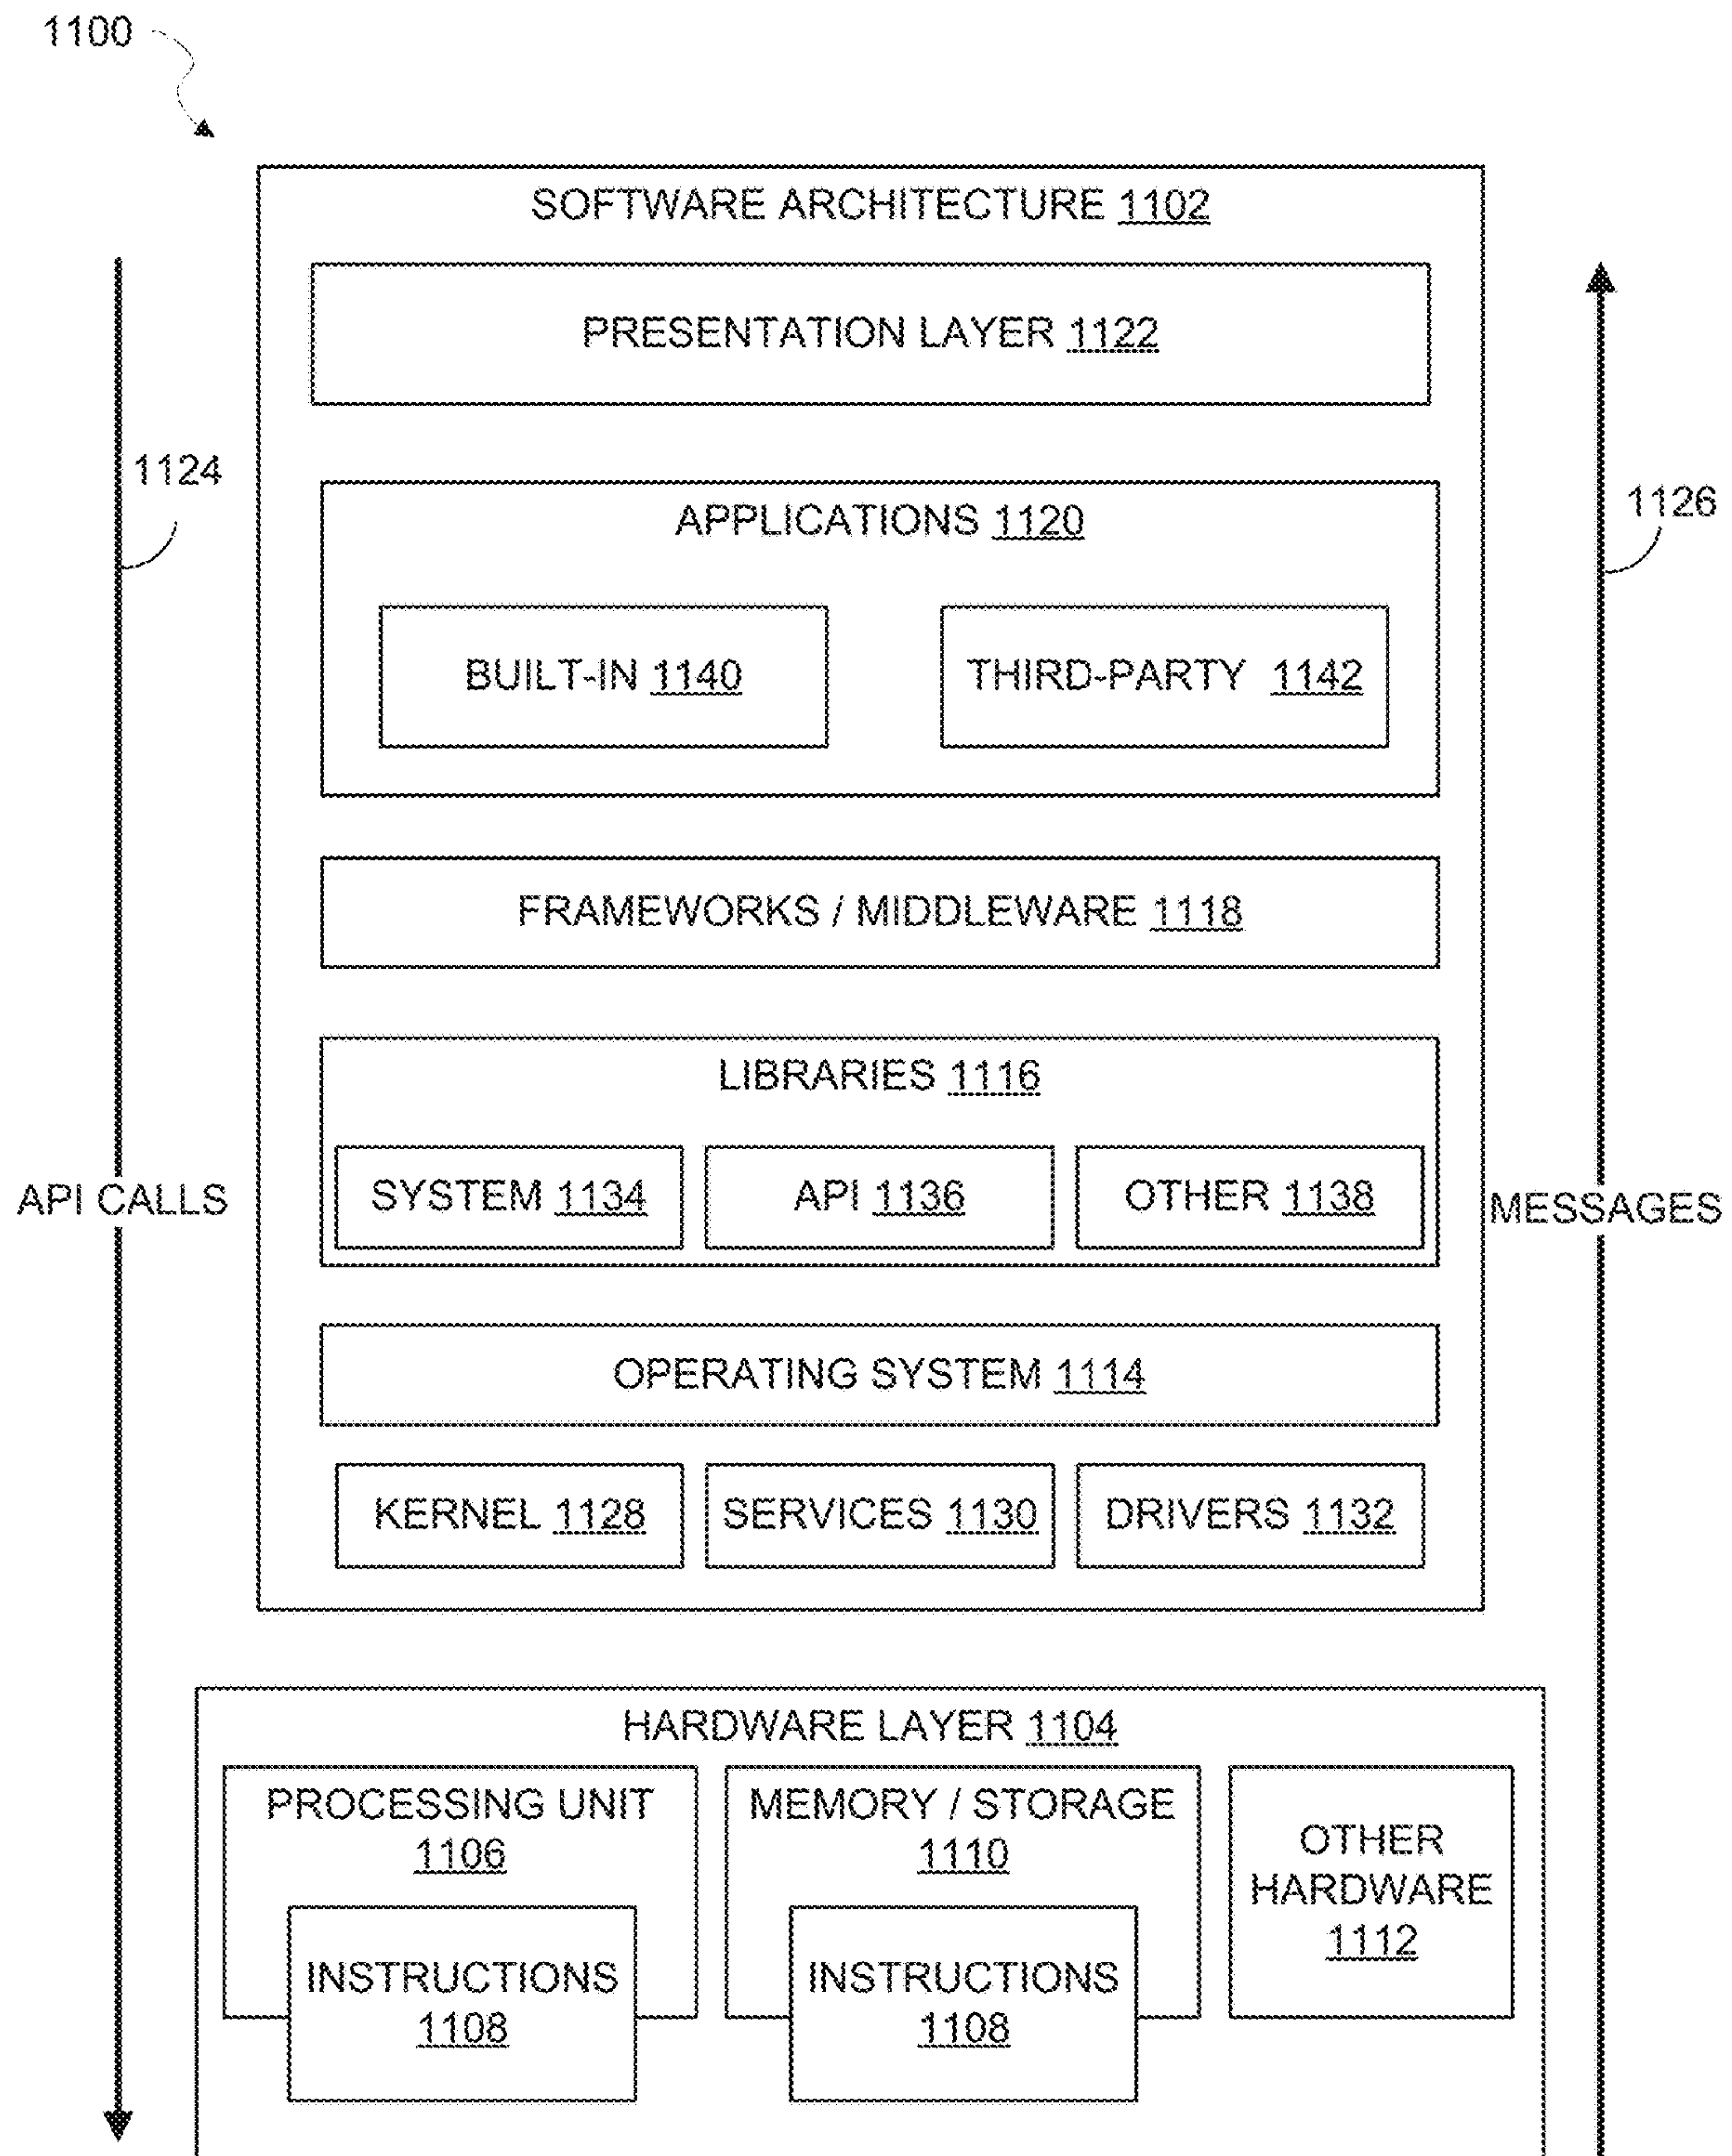 1100
SOFTWARE ARCHITECTURE 1102
PRESENTATION LAYER 1122
1124
1126
APPLICATIONS 1120
BUILT-IN 1140
THIRD-PARTY 1142
FRAMEWORKS / MIDDLEWARE 1118
LIBRARIES 1116
SYSTEM 1134
API 1136
OTHER 1138
API CALLS
MESSAGES
OPERATING SYSTEM 1114
KERNEL 1128
SERVICES 1130
DRIVERS 1132
HARDWARE LAYER 1104
PROCESSING UNIT
1106
INSTRUCTIONS
1108
MEMORY / STORAGE
1110
INSTRUCTIONS
1108
OTHER
HARDWARE
1112